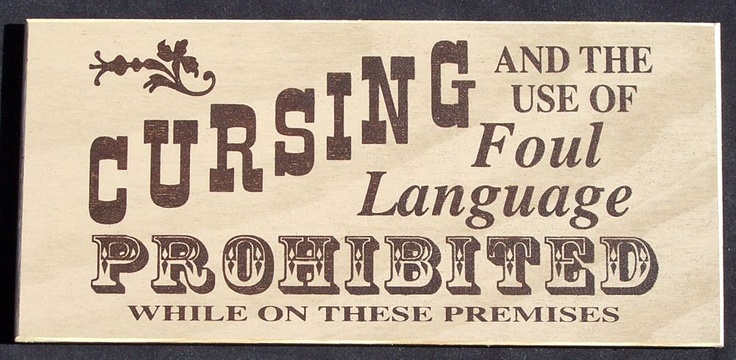 CURSING
AND THE
USE OF
Foul
Language
PROHIBITED
WHILE ON THESE PREMISES